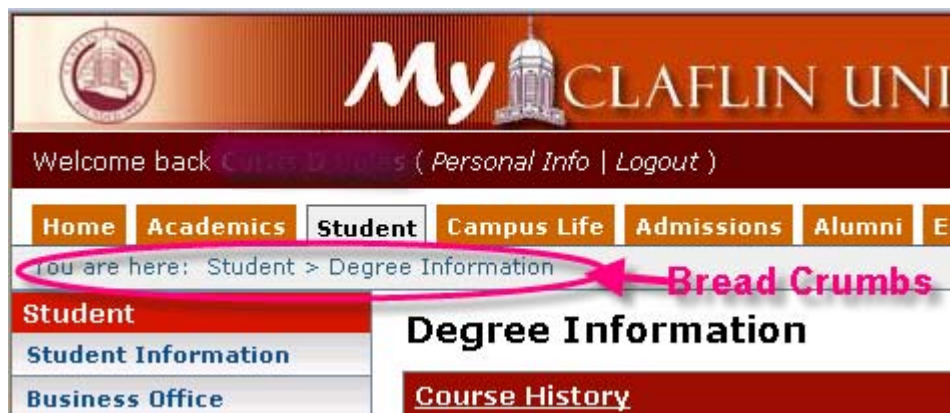 My CLAFLIN UNI
Welcome back ( Personal Info | Logout )
Home Academics Student Campus Life Admissions Alumni E
You are here: Student > Degree Information
Bread Crumbs
Student
Degree Information
Student Information
Business Office
Course History